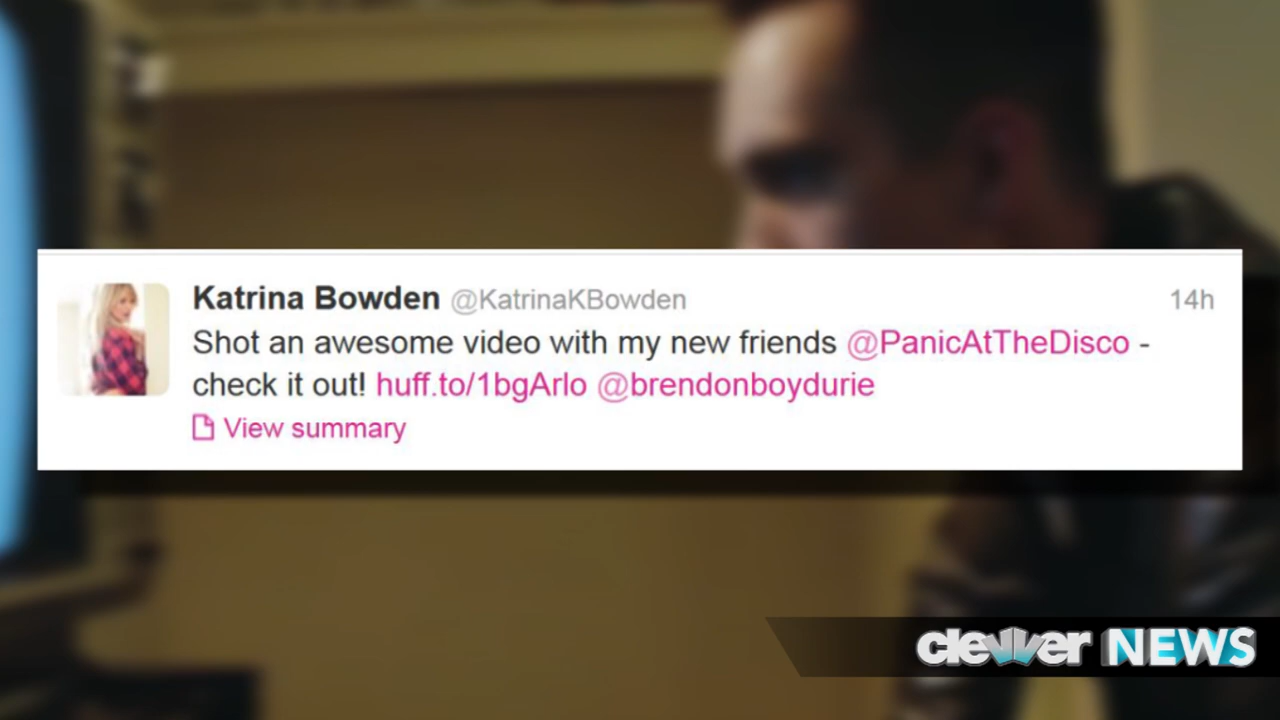 Katrina Bowden @KatrinaKBowden 14h
Shot an awesome video with my new friends @PanicAtTheDisco -
check it out! huff.to/1bgArlo @brendonboydurie
View summary
clevver NEWS